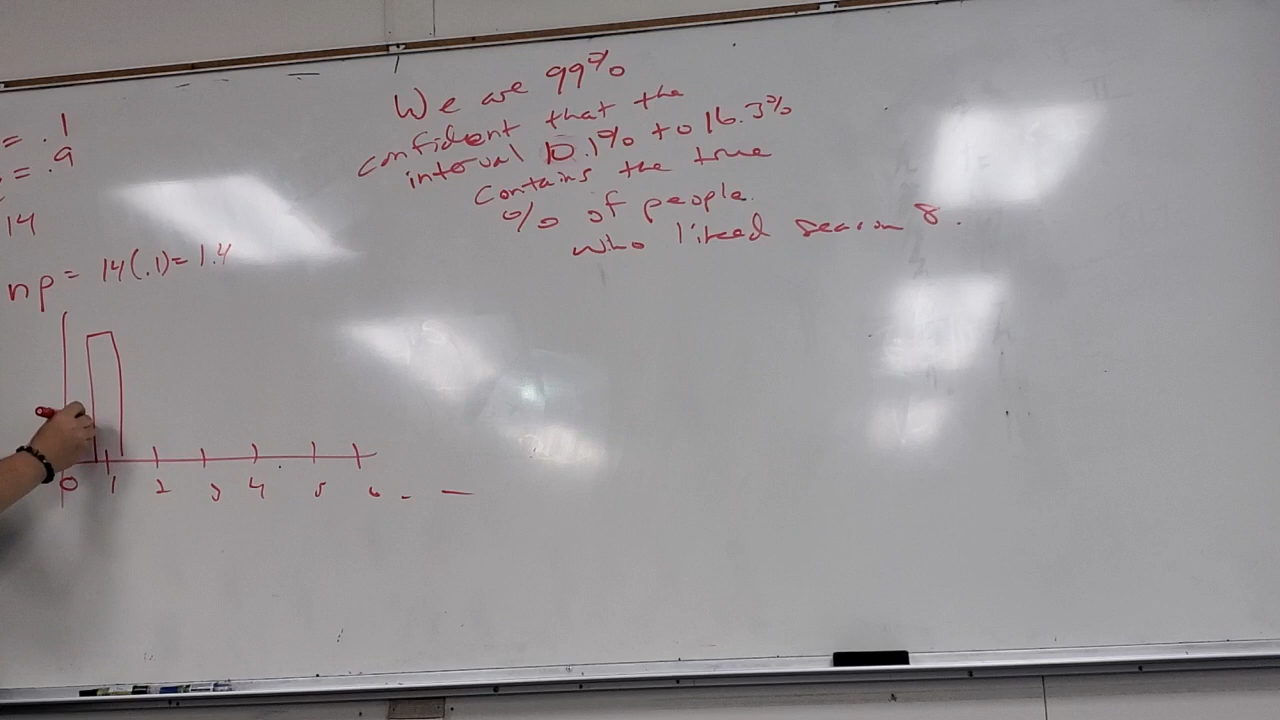 = .1
= .9
14
np = 14(.1) = 1.4
We are 99%
confident that the
interval 10.1% to 16.3%
contains the true
% of people
who liked season 8.
0 1 2 3 4 5 6 . —